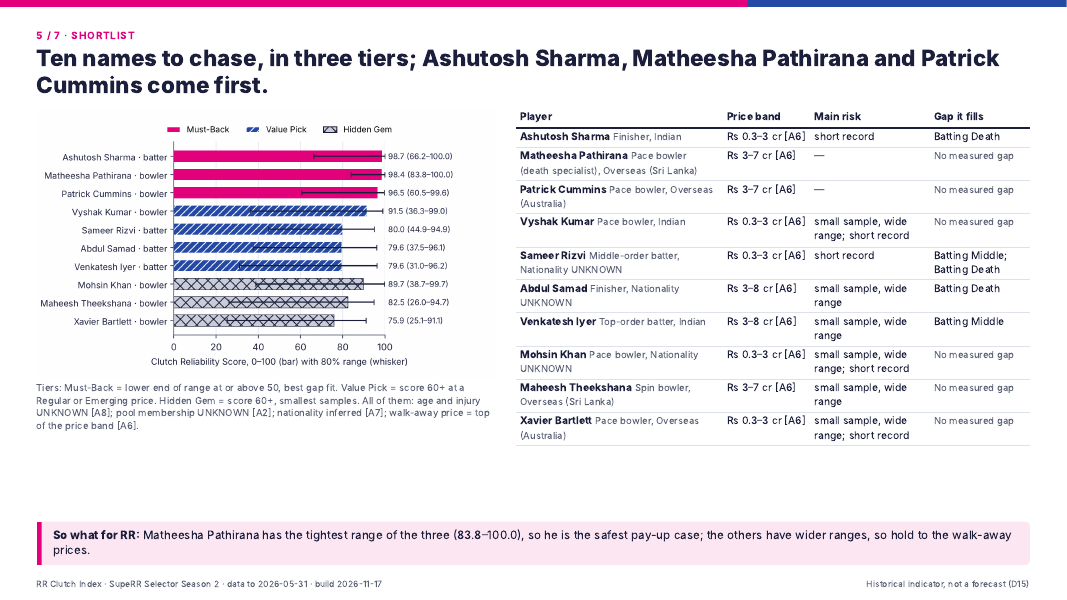 5 / 7 · SHORTLIST
Ten names to chase, in three tiers; Ashutosh Sharma, Matheesha Pathirana and Patrick
Cummins come first.
Must-Back Value Pick Hidden Gem
Ashutosh Sharma · batter 98.7 (66.2–100.0)
Matheesha Pathirana · bowler 98.4 (83.8–100.0)
Patrick Cummins · bowler 96.5 (60.5–99.6)
Vyshak Kumar · bowler 91.5 (36.3–99.0)
Sameer Rizvi · batter 80.0 (44.9–94.9)
Abdul Samad · batter 79.6 (37.5–96.1)
Venkatesh Iyer · batter 79.6 (31.0–96.2)
Mohsin Khan · bowler 89.7 (38.7–99.7)
Maheesh Theekshana · bowler 82.5 (26.0–94.7)
Xavier Bartlett · bowler 75.9 (25.1–91.1)
0 20 40 60 80 100
Clutch Reliability Score, 0–100 (bar) with 80% range (whisker)
Tiers: Must-Back = lower end of range at or above 50, best gap fit. Value Pick = score 60+ at a
Regular or Emerging price. Hidden Gem = score 60+, smallest samples. All of them: age and injury
UNKNOWN [A8]; pool membership UNKNOWN [A2]; nationality inferred [A7]; walk-away price = top
of the price band [A6].
Player Price band Main risk Gap it fills
Ashutosh Sharma Finisher, Indian Rs 0.3–3 cr [A6] short record Batting Death
Matheesha Pathirana Pace bowler Rs 3–7 cr [A6] — No measured gap
(death specialist), Overseas (Sri Lanka)
Patrick Cummins Pace bowler, Overseas Rs 3–7 cr [A6] — No measured gap
(Australia)
Vyshak Kumar Pace bowler, Indian Rs 0.3–3 cr [A6] small sample, wide No measured gap
range; short record
Sameer Rizvi Middle-order batter, Rs 0.3–3 cr [A6] short record Batting Middle;
Nationality UNKNOWN Batting Death
Abdul Samad Finisher, Nationality Rs 3–8 cr [A6] small sample, wide Batting Death
UNKNOWN range
Venkatesh Iyer Top-order batter, Indian Rs 3–8 cr [A6] small sample, wide Batting Middle
range
Mohsin Khan Pace bowler, Nationality Rs 0.3–3 cr [A6] small sample, wide No measured gap
UNKNOWN range
Maheesh Theekshana Spin bowler, Rs 3–7 cr [A6] small sample, wide No measured gap
Overseas (Sri Lanka) range
Xavier Bartlett Pace bowler, Overseas Rs 0.3–3 cr [A6] small sample, wide No measured gap
(Australia) range; short record
So what for RR: Matheesha Pathirana has the tightest range of the three (83.8–100.0), so he is the safest pay-up case; the others have wider ranges, so hold to the walk-away
prices.
RR Clutch Index · SupeRR Selector Season 2 · data to 2026-05-31 · build 2026-11-17 Historical indicator, not a forecast (D15)